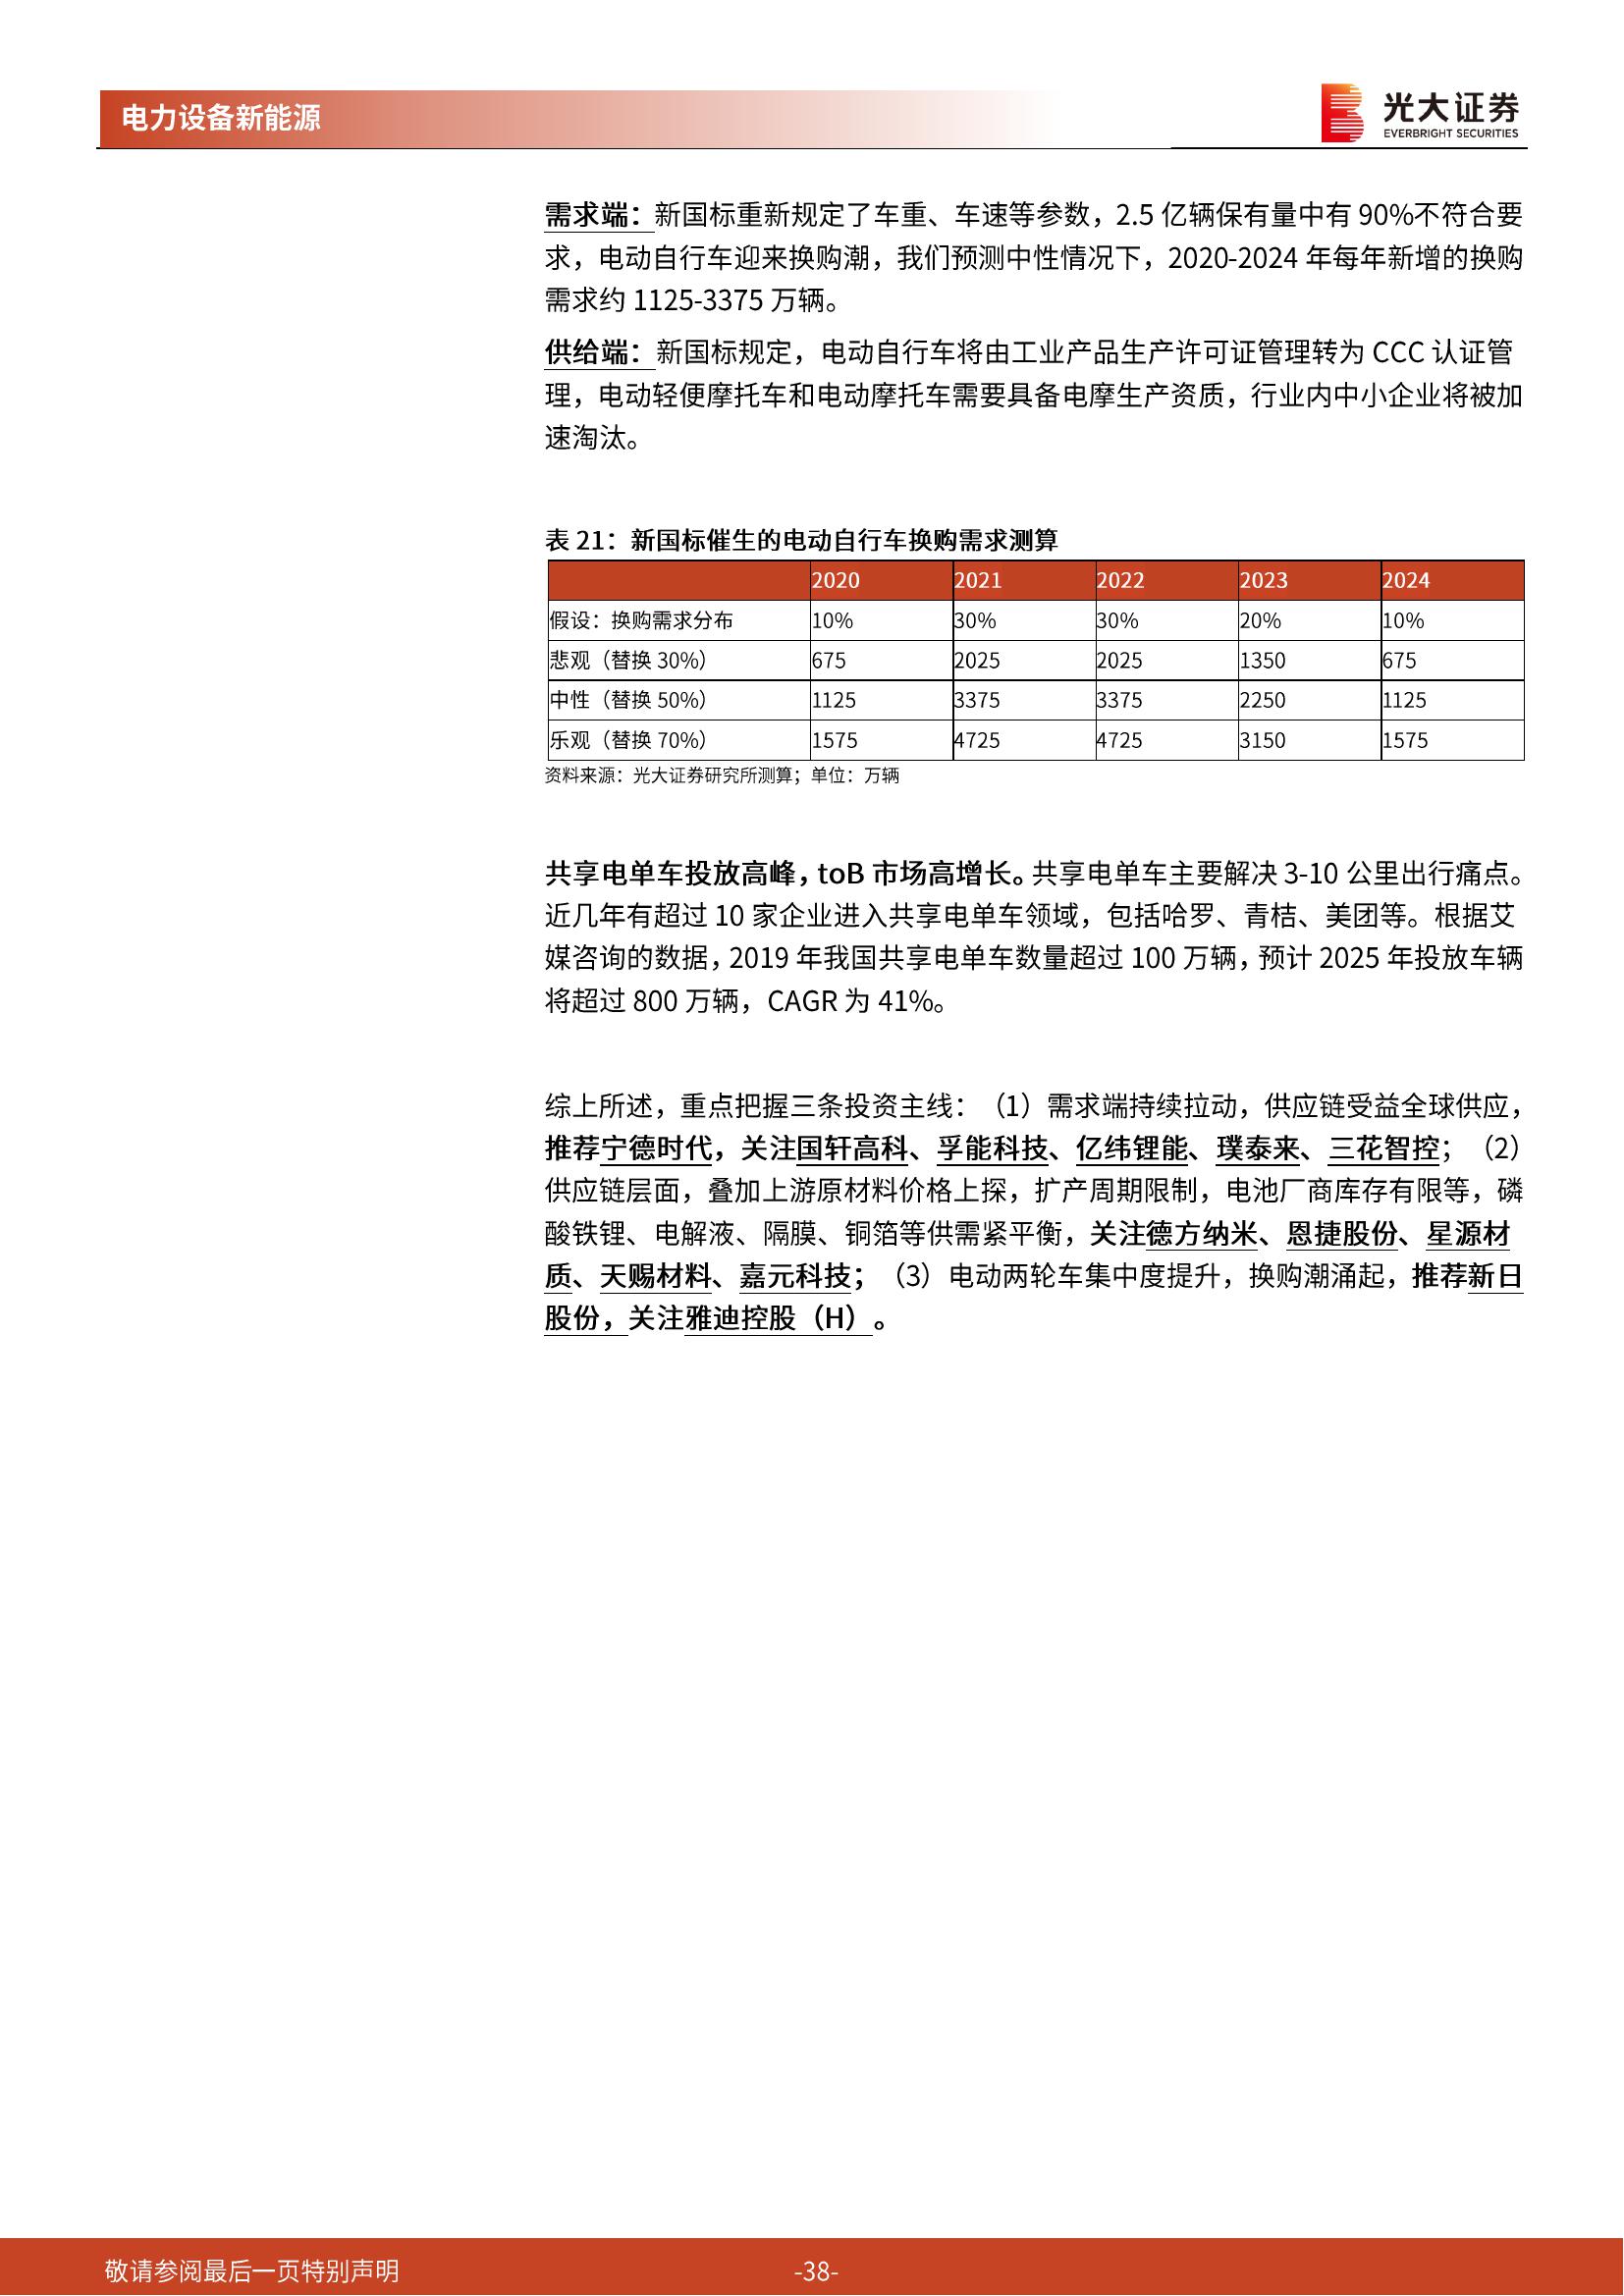 电力设备新能源
光大证券
EVERBRIGHT SECURITIES
需求端：新国标重新规定了车重、车速等参数，2.5 亿辆保有量中有 90%不符合要
求，电动自行车迎来换购潮，我们预测中性情况下，2020-2024 年每年新增的换购
需求约 1125-3375 万辆。
供给端：新国标规定，电动自行车将由工业产品生产许可证管理转为 CCC 认证管
理，电动轻便摩托车和电动摩托车需要具备电摩生产资质，行业内中小企业将被加
速淘汰。
表 21：新国标催生的电动自行车换购需求测算
2020 2021 2022 2023 2024
假设：换购需求分布 10% 30% 30% 20% 10%
悲观（替换 30%） 675 2025 2025 1350 675
中性（替换 50%） 1125 3375 3375 2250 1125
乐观（替换 70%） 1575 4725 4725 3150 1575
资料来源：光大证券研究所测算；单位：万辆
共享电单车投放高峰，toB 市场高增长。共享电单车主要解决 3-10 公里出行痛点。
近几年有超过 10 家企业进入共享电单车领域，包括哈罗、青桔、美团等。根据艾
媒咨询的数据，2019 年我国共享电单车数量超过 100 万辆，预计 2025 年投放车辆
将超过 800 万辆，CAGR 为 41%。
综上所述，重点把握三条投资主线：（1）需求端持续拉动，供应链受益全球供应，
推荐宁德时代，关注国轩高科、孚能科技、亿纬锂能、璞泰来、三花智控；（2）
供应链层面，叠加上游原材料价格上探，扩产周期限制，电池厂商库存有限等，磷
酸铁锂、电解液、隔膜、铜箔等供需紧平衡，关注德方纳米、恩捷股份、星源材
质、天赐材料、嘉元科技；（3）电动两轮车集中度提升，换购潮涌起，推荐新日
股份，关注雅迪控股（H）。
敬请参阅最后一页特别声明
-38-